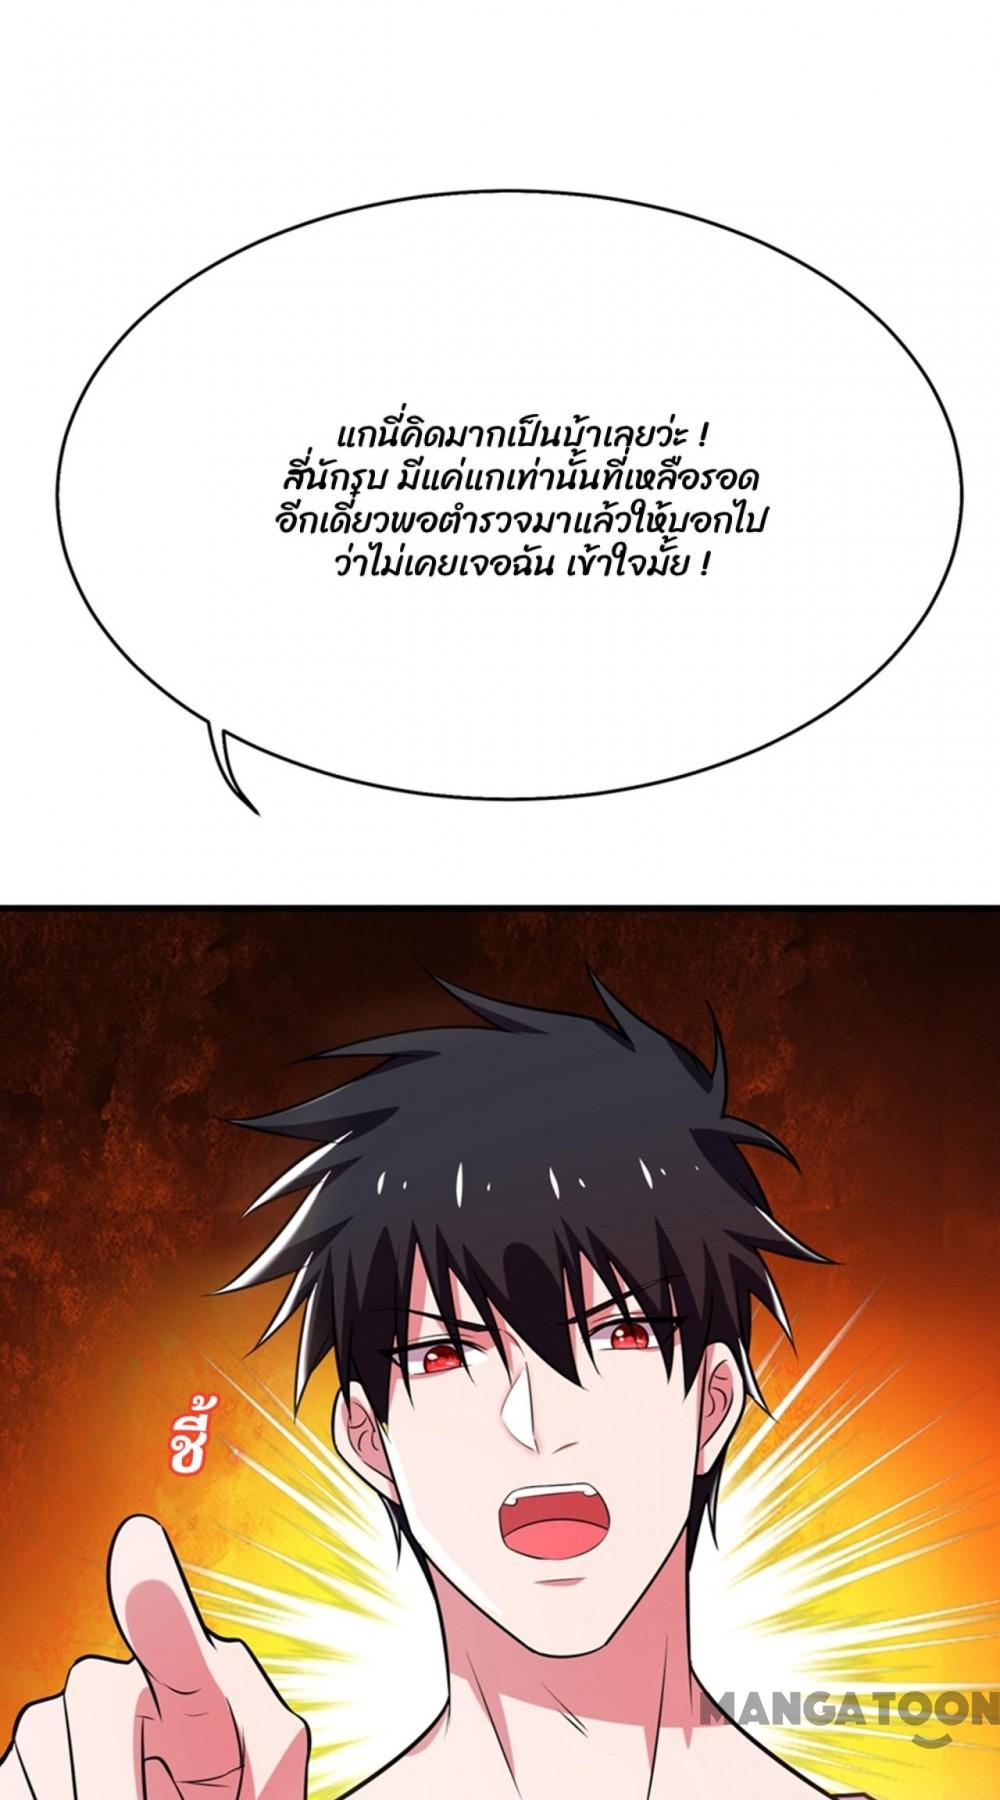 แกนี่คิดมากเป็นบ้าเลยว่ะ !
สี่นักรบ มีแค่แกเท่านั้นที่เหลือรอด
อีกเดี๋ยวพอตำรวจมาแล้วให้บอกไป
ว่าไม่เคยเจอฉัน เข้าใจมั้ย !
ชี้
MANGATOON